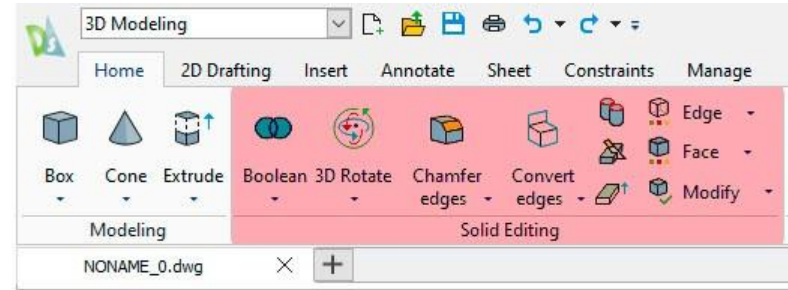 3D Modeling
Home 2D Drafting Insert Annotate Sheet Constraints Manage
Box Cone Extrude Boolean 3D Rotate Chamfer edges Convert edges Edge Face Modify
Modeling Solid Editing
NONAME_0.dwg